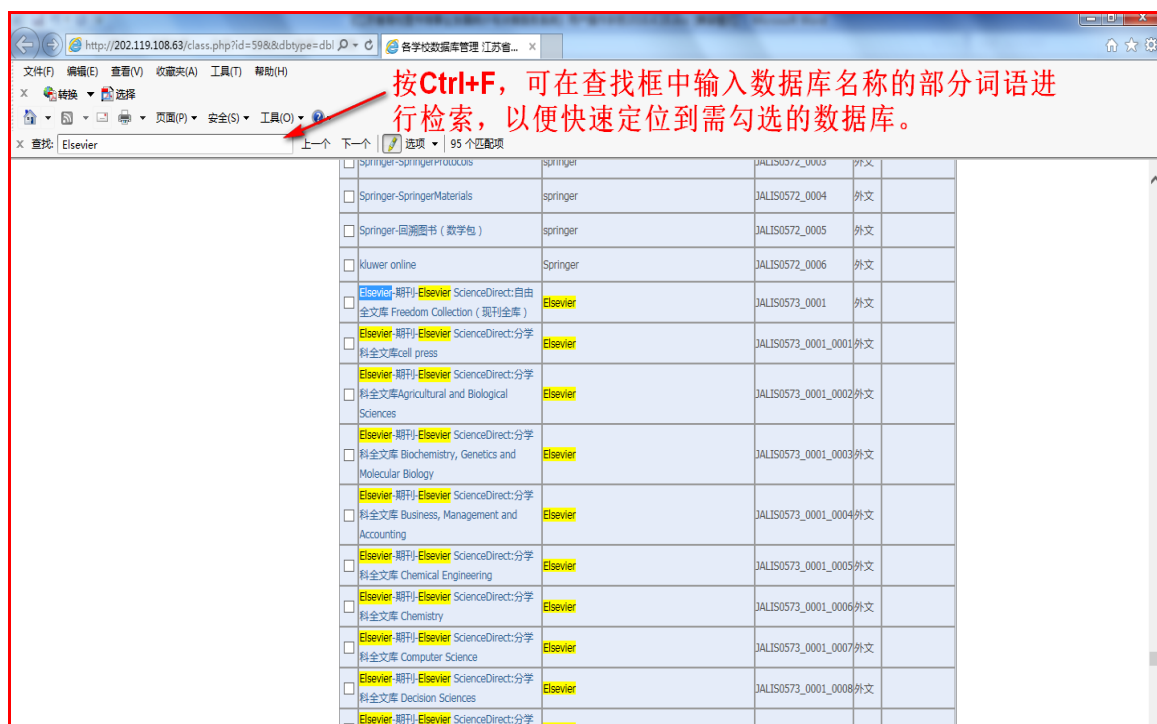 http://202.119.108.63/class.php?id=59&t&dbtype=dbl
各学校数据库管理 江苏省... ×
文件(F) 编辑(E) 查看(V) 收藏夹(A) 工具(T) 帮助(H)
x 转换 选择
页面(P) 安全(S) 工具(O)
按Ctrl+F，可在查找框中输入数据库名称的部分词语进
行检索，以便快速定位到需勾选的数据库。
x 查找: Elsevier 上一个 下一个 选项 95 个匹配项
Springer-SpringerProtocols springer JALIS0572_0003 外文
Springer-SpringerMaterials springer JALIS0572_0004 外文
Springer-回溯图书（数学包） springer JALIS0572_0005 外文
kluwer online Springer JALIS0572_0006 外文
Elsevier-期刊-Elsevier ScienceDirect:自由
全文库 Freedom Collection（现刊全库） Elsevier JALIS0573_0001 外文
Elsevier-期刊-Elsevier ScienceDirect:分学
科全文库cell press Elsevier JALIS0573_0001_0001 外文
Elsevier-期刊-Elsevier ScienceDirect:分学
科全文库Agricultural and Biological Elsevier JALIS0573_0001_0002 外文
Sciences
Elsevier-期刊-Elsevier ScienceDirect:分学
科全文库 Biochemistry, Genetics and Elsevier JALIS0573_0001_0003 外文
Molecular Biology
Elsevier-期刊-Elsevier ScienceDirect:分学
科全文库 Business, Management and Elsevier JALIS0573_0001_0004 外文
Accounting
Elsevier-期刊-Elsevier ScienceDirect:分学
科全文库 Chemical Engineering Elsevier JALIS0573_0001_0005 外文
Elsevier-期刊-Elsevier ScienceDirect:分学
科全文库 Chemistry Elsevier JALIS0573_0001_0006 外文
Elsevier-期刊-Elsevier ScienceDirect:分学
科全文库 Computer Science Elsevier JALIS0573_0001_0007 外文
Elsevier-期刊-Elsevier ScienceDirect:分学
科全文库 Decision Sciences Elsevier JALIS0573_0001_0008 外文
Elsevier-期刊-Elsevier ScienceDirect:分学